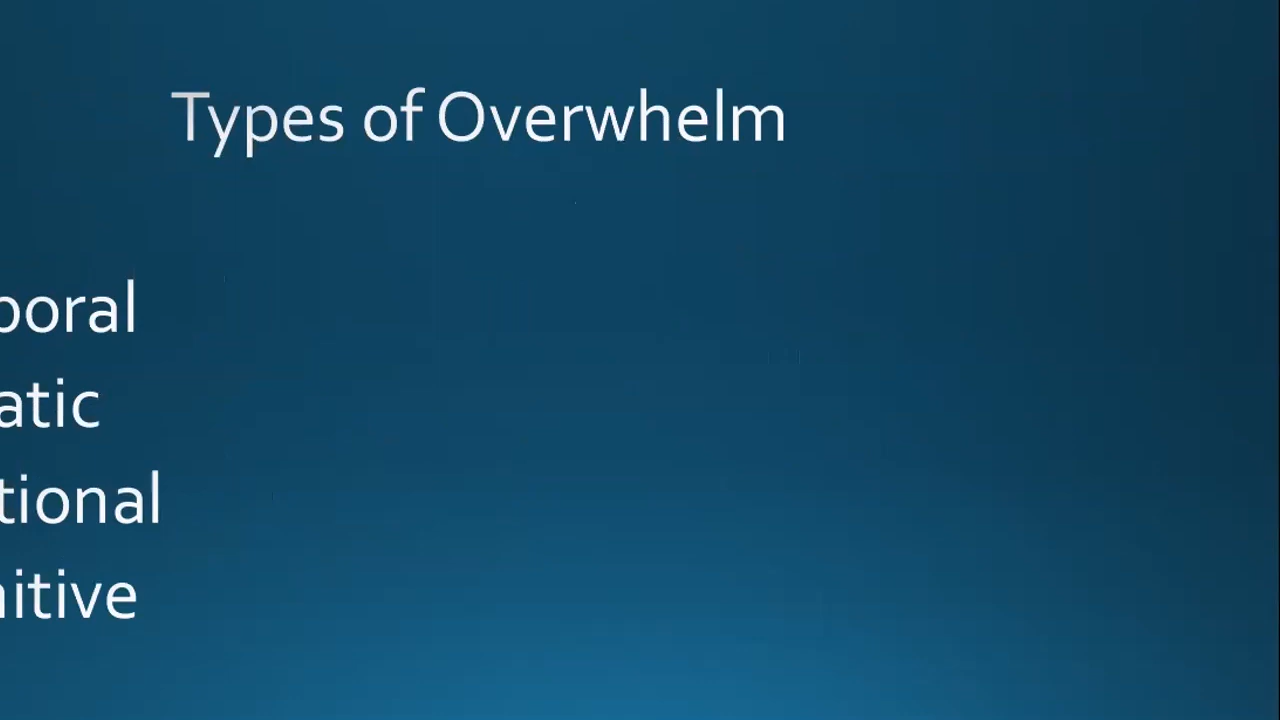 Types of Overwhelm
poral
atic
tional
nitive